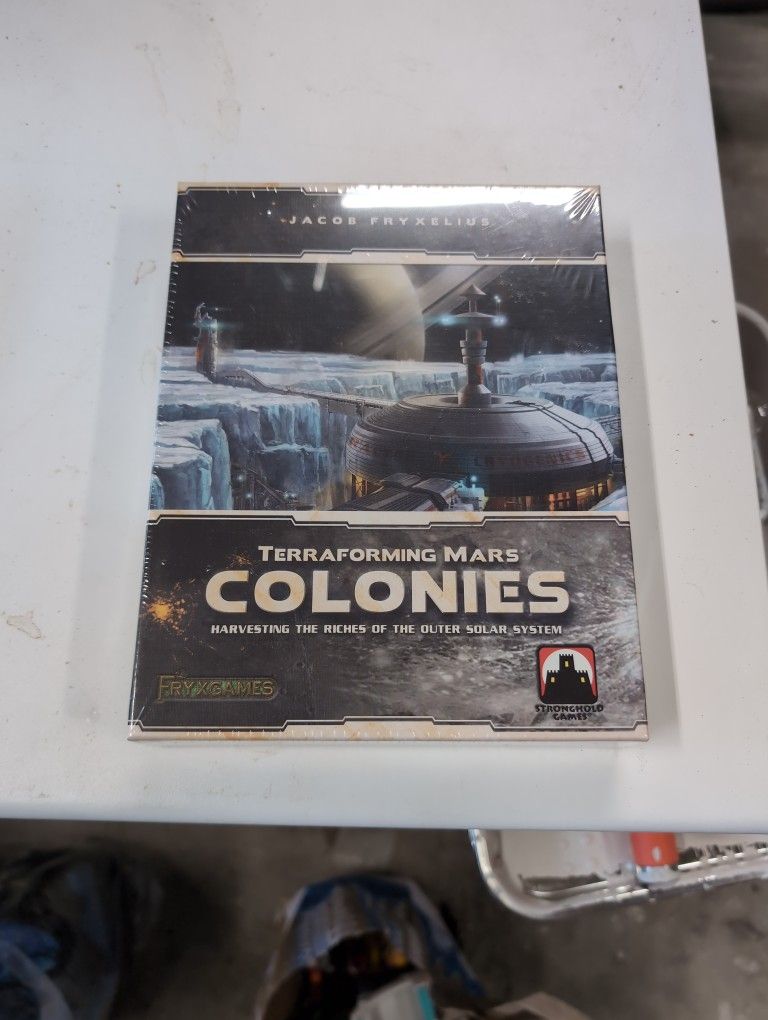 JACOB FRYXELIUS
TERRAFORMING MARS
COLONIES
HARVESTING THE RICHES OF THE OUTER SOLAR SYSTEM
FRYXGAMES
STRONGHOLD
GAMES